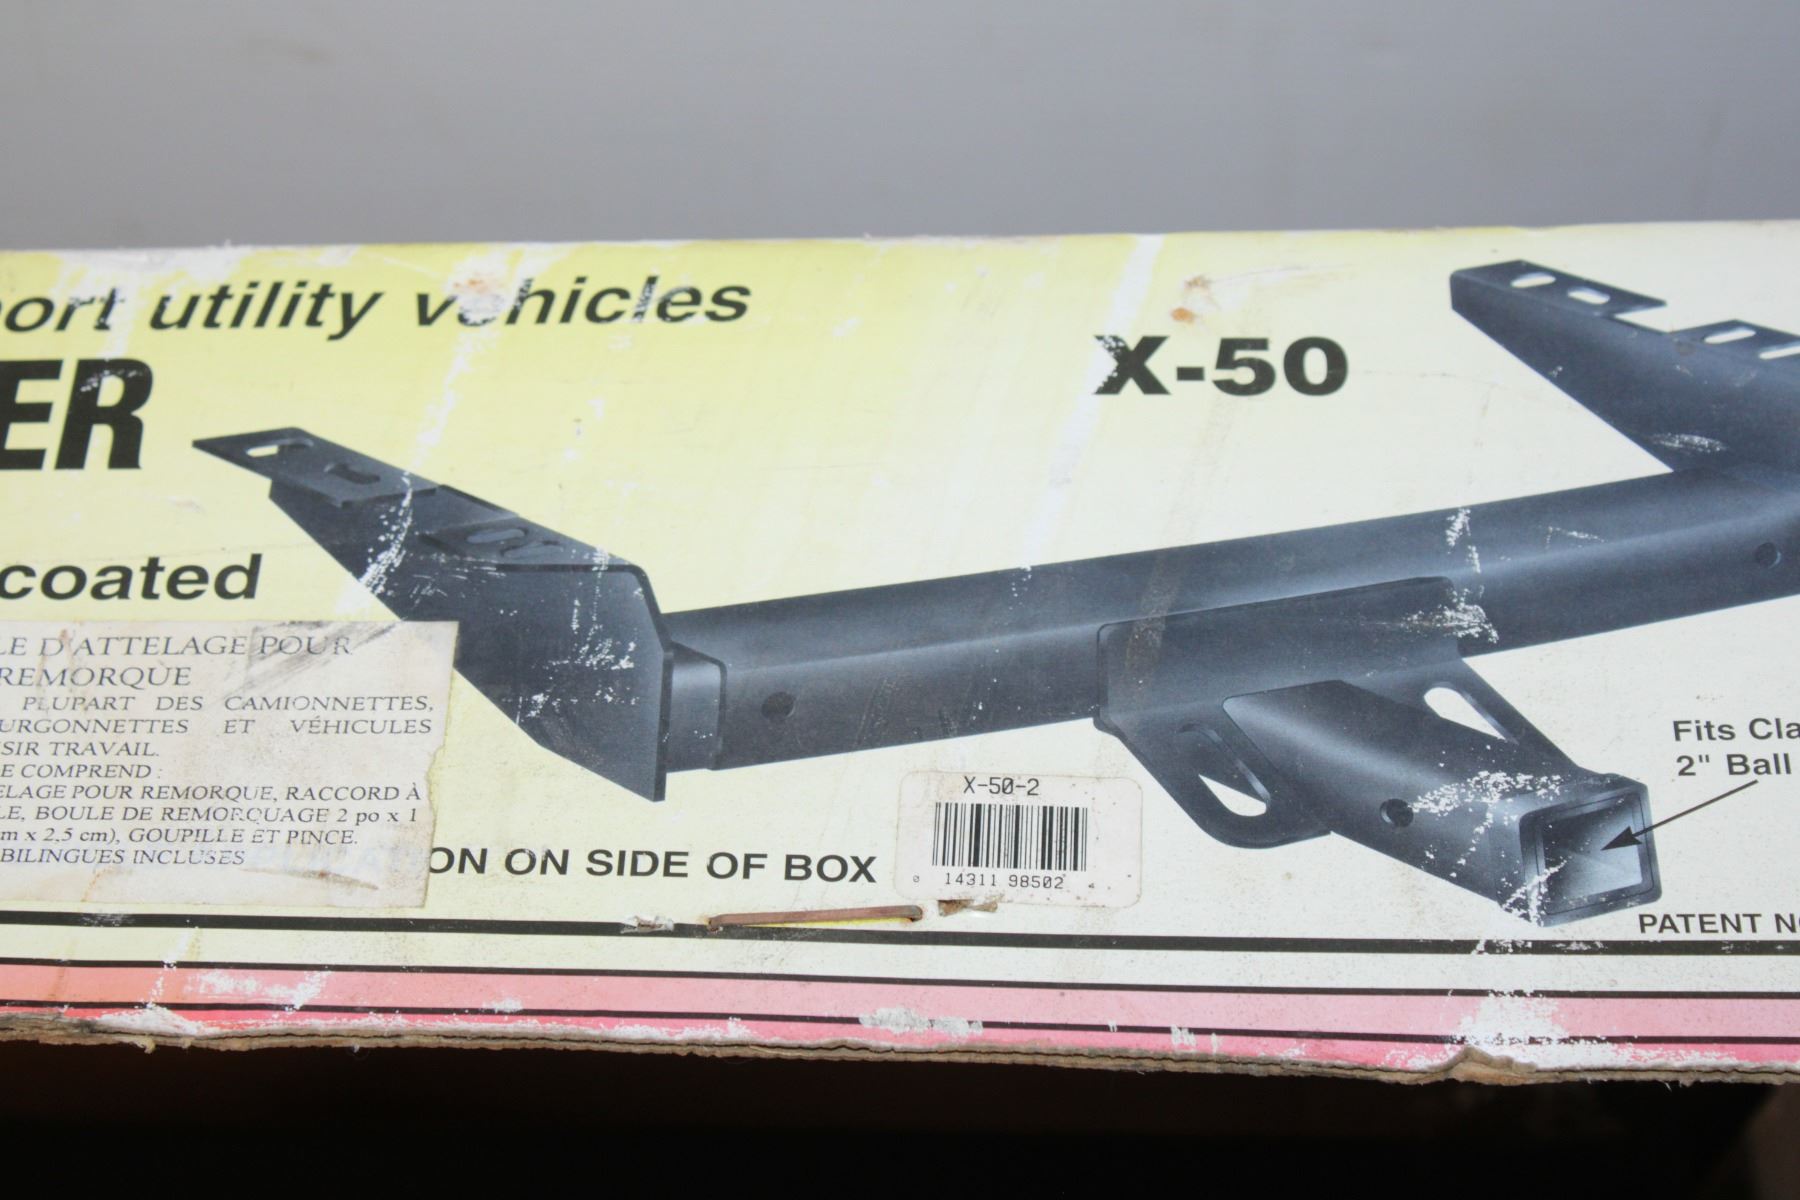 port utility vehicles
ER
X-50
coated
LE D'ATTELAGE POUR
REMORQUE
PLUPART DES CAMIONNETTES,
URGONNETTES ET VÉHICULES
SIR TRAVAIL.
E COMPREND :
ELAGE POUR REMORQUE, RACCORD À
LE, BOULE DE REMORQUAGE 2 po x 1
m x 2,5 cm), GOUPILLE ET PINCE.
BILINGUES INCLUSES
ON ON SIDE OF BOX
X-50-2
0 14311 98502 4
Fits Cla
2" Ball
PATENT NO